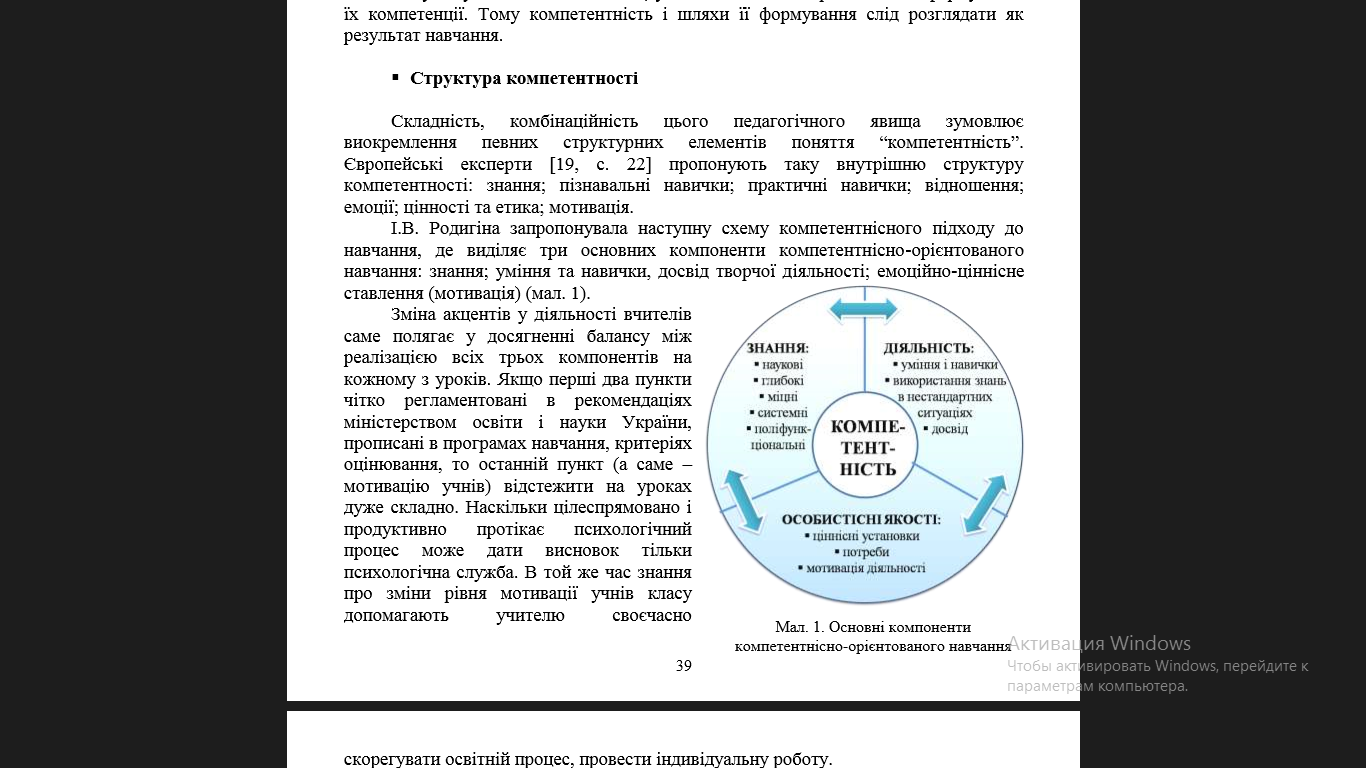 їх компетенції. Тому компетентність і шляхи її формування слід розглядати як
результат навчання.
▪ Структура компетентності
Складність, комбінаційність цього педагогічного явища зумовлює
виокремлення певних структурних елементів поняття “компетентність”.
Європейські експерти [19, с. 22] пропонують таку внутрішню структуру
компетентності: знання; пізнавальні навички; практичні навички; відношення;
емоції; цінності та етика; мотивація.
І.В. Родигіна запропонувала наступну схему компетентнісного підходу до
навчання, де виділяє три основних компоненти компетентнісно-орієнтованого
навчання: знання; уміння та навички, досвід творчої діяльності; емоційно-ціннісне
ставлення (мотивація) (мал. 1).
Зміна акцентів у діяльності вчителів
саме полягає у досягненні балансу між
реалізацією всіх трьох компонентів на
кожному з уроків. Якщо перші два пункти
чітко регламентовані в рекомендаціях
міністерством освіти і науки України,
прописані в програмах навчання, критеріях
оцінювання, то останній пункт (а саме –
мотивацію учнів) відстежити на уроках
дуже складно. Наскільки цілеспрямовано і
продуктивно протікає психологічний
процес може дати висновок тільки
психологічна служба. В той же час знання
про зміни рівня мотивації учнів класу
допомагають учителю своєчасно
ЗНАННЯ:
▪ наукові
▪ глибокі
▪ міцні
▪ системні
▪ поліфунк-
ціональні
ДІЯЛЬНІСТЬ:
▪ уміння і навички
▪ використання знань
в нестандартних
ситуаціях
▪ досвід
КОМПЕ-
ТЕНТ-
НІСТЬ
ОСОБИСТІСНІ ЯКОСТІ:
▪ ціннісні установки
▪ потреби
▪ мотивація діяльності
Мал. 1. Основні компоненти
компетентнісно-орієнтованого навчання
39
Активация Windows
Чтобы активировать Windows, перейдите к
параметрам компьютера.
скорегувати освітній процес, провести індивідуальну роботу.